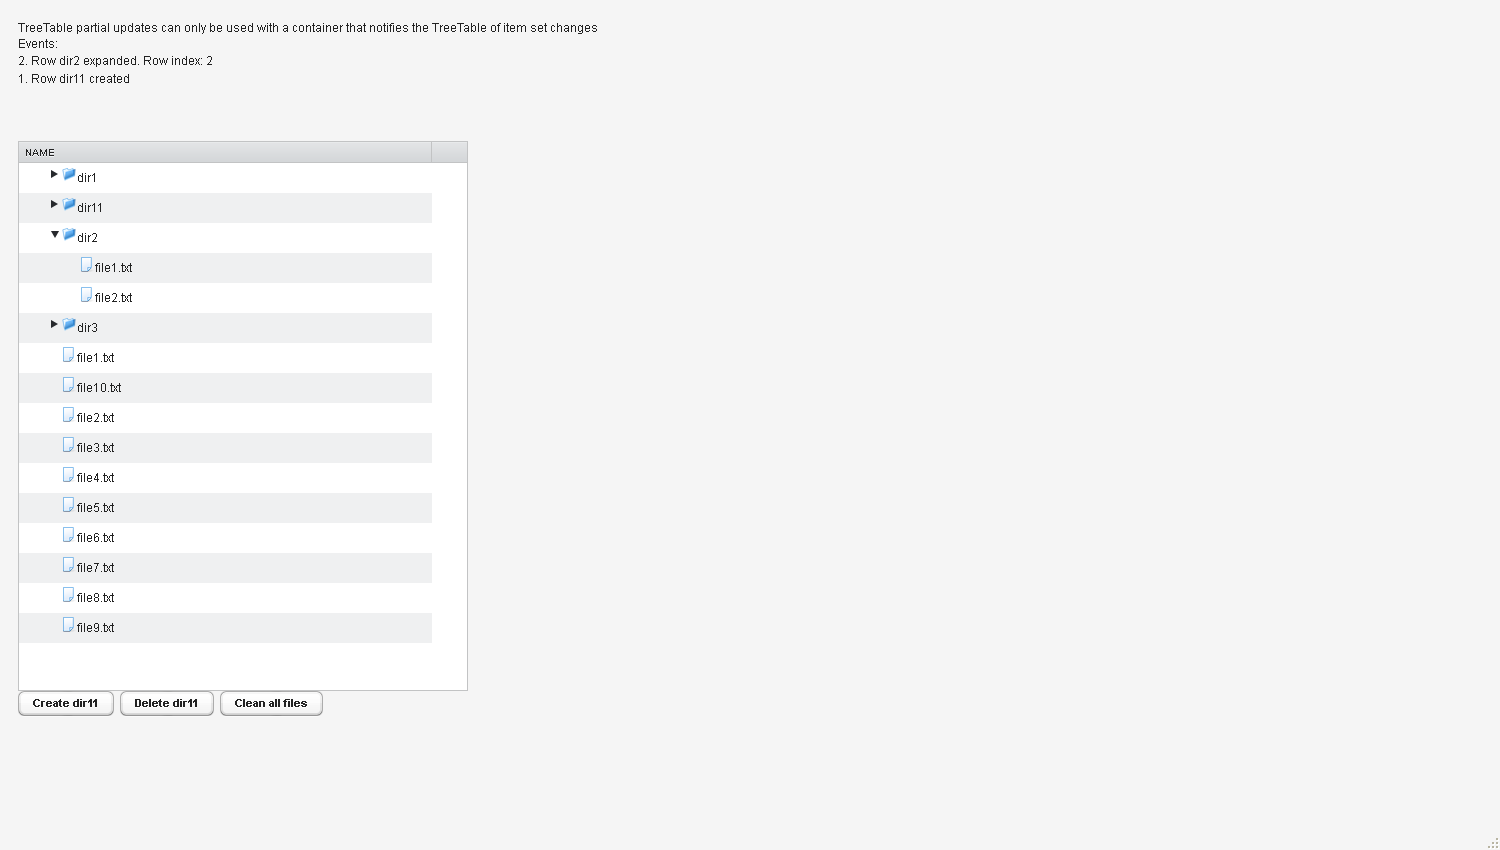 TreeTable partial updates can only be used with a container that notifies the TreeTable of item set changes
Events:
2. Row dir2 expanded. Row index: 2
1. Row dir11 created
NAME
dir1
dir11
dir2
file1.txt
file2.txt
dir3
file1.txt
file10.txt
file2.txt
file3.txt
file4.txt
file5.txt
file6.txt
file7.txt
file8.txt
file9.txt
Create dir11 Delete dir11 Clean all files